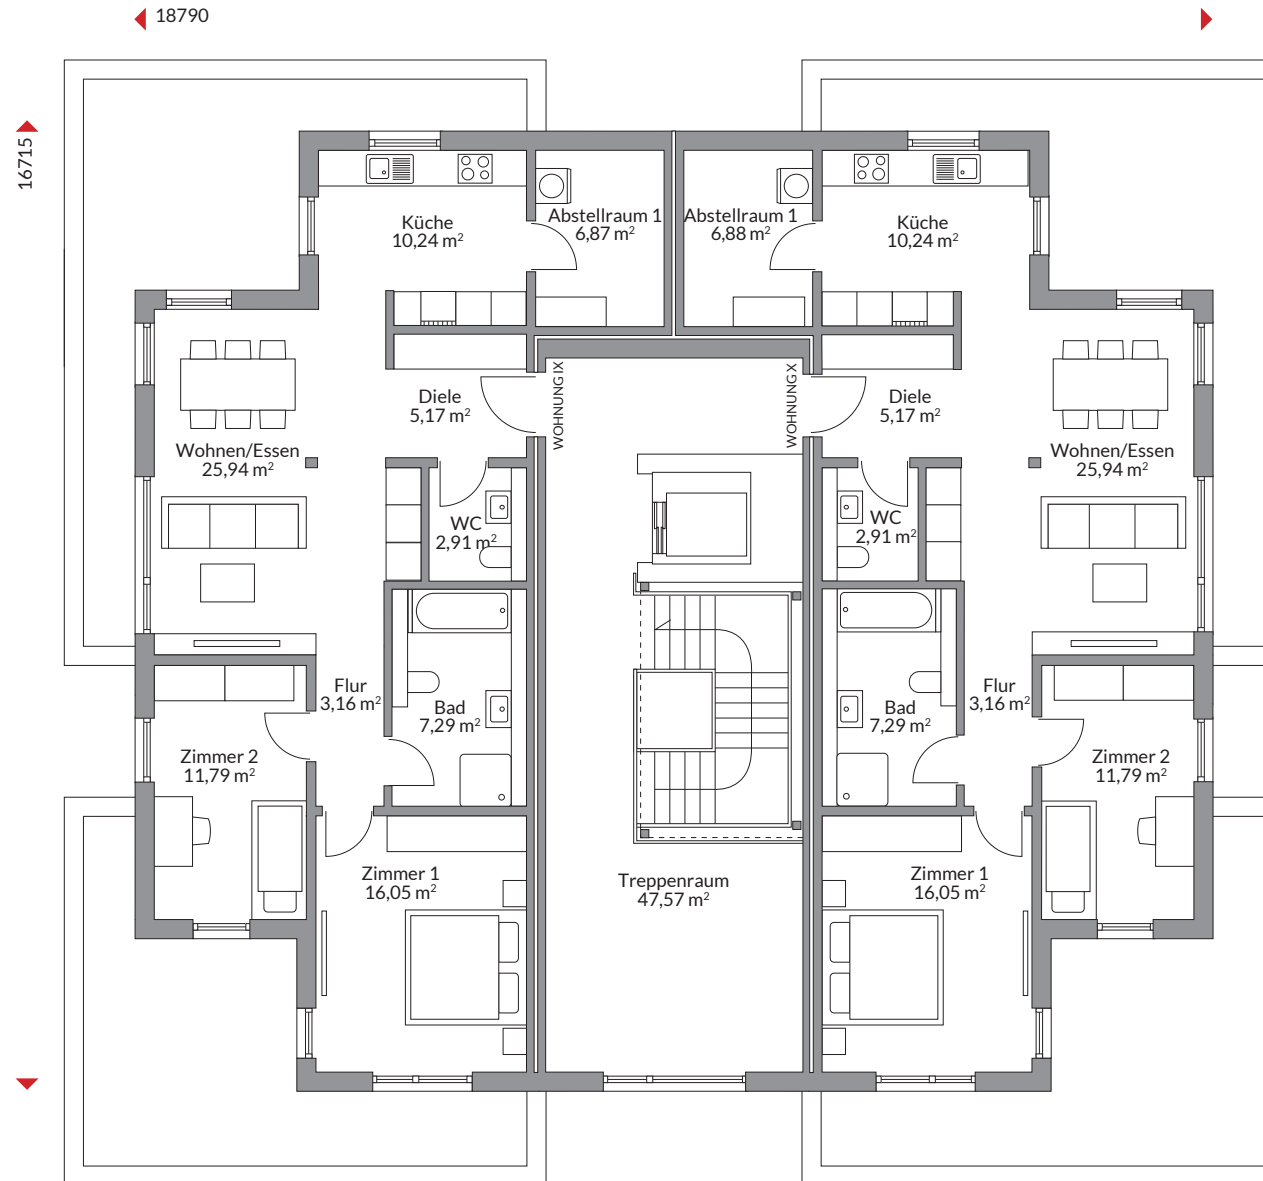 18790
16715
Küche
10,24 m²
Abstellraum 1
6,87 m²
Abstellraum 1
6,88 m²
Küche
10,24 m²
Diele
5,17 m²
WOHNUNG IX
WOHNUNG X
Diele
5,17 m²
Wohnen/Essen
25,94 m²
Wohnen/Essen
25,94 m²
WC
2,91 m²
WC
2,91 m²
Flur
3,16 m²
Bad
7,29 m²
Bad
7,29 m²
Flur
3,16 m²
Zimmer 2
11,79 m²
Zimmer 2
11,79 m²
Zimmer 1
16,05 m²
Treppenraum
47,57 m²
Zimmer 1
16,05 m²